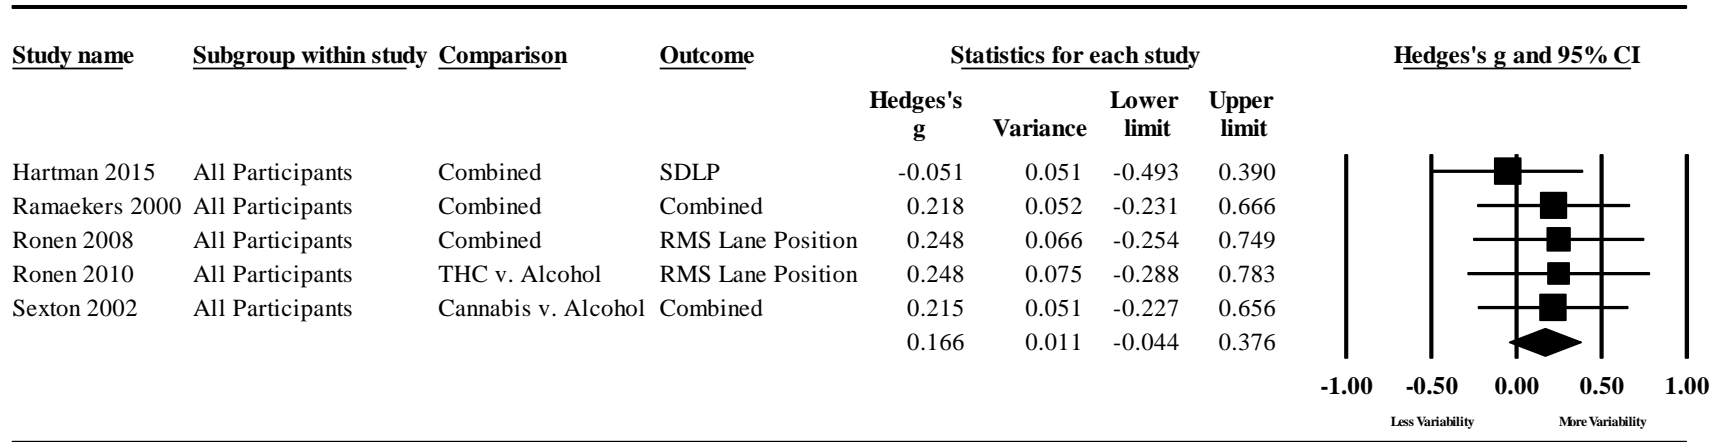 Study name Subgroup within study Comparison Outcome Statistics for each study Hedges's g and 95% CI
Hedges's g Variance Lower limit Upper limit
Hartman 2015 All Participants Combined SDLP -0.051 0.051 -0.493 0.390
Ramaekers 2000 All Participants Combined Combined 0.218 0.052 -0.231 0.666
Ronen 2008 All Participants Combined RMS Lane Position 0.248 0.066 -0.254 0.749
Ronen 2010 All Participants THC v. Alcohol RMS Lane Position 0.248 0.075 -0.288 0.783
Sexton 2002 All Participants Cannabis v. Alcohol Combined 0.215 0.051 -0.227 0.656
0.166 0.011 -0.044 0.376
-1.00 -0.50 0.00 0.50 1.00
Less Variability More Variability